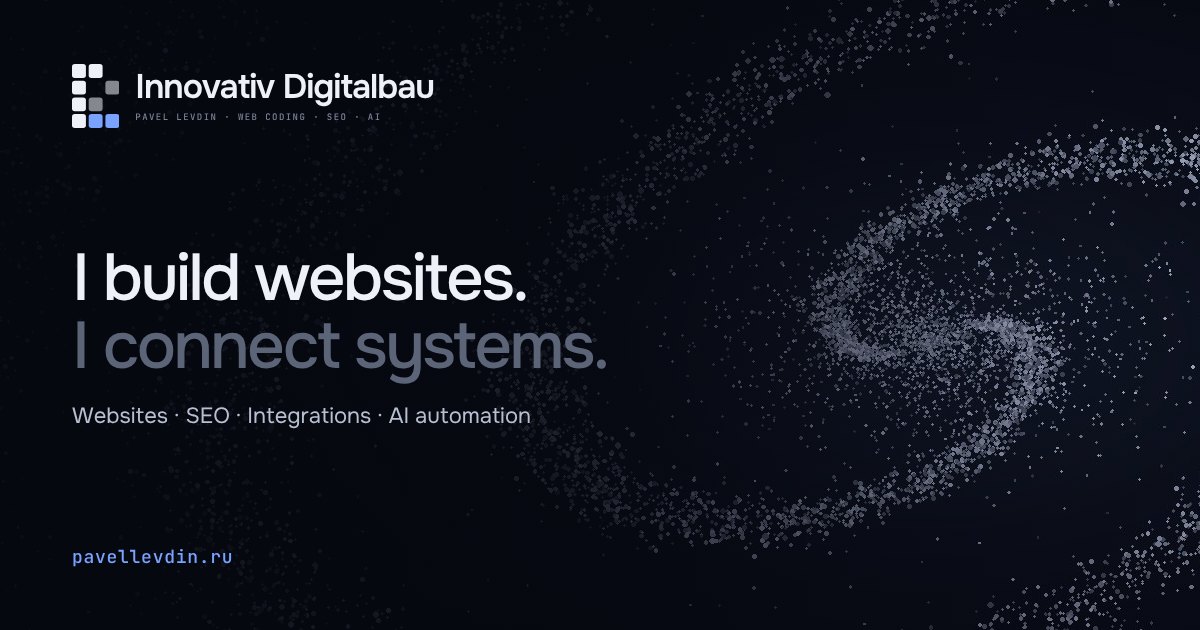 Innovativ Digitalbau
PAVEL LEVDIN · WEB CODING · SEO · AI
I build websites.
I connect systems.
Websites · SEO · Integrations · AI automation
pavellevdin.ru